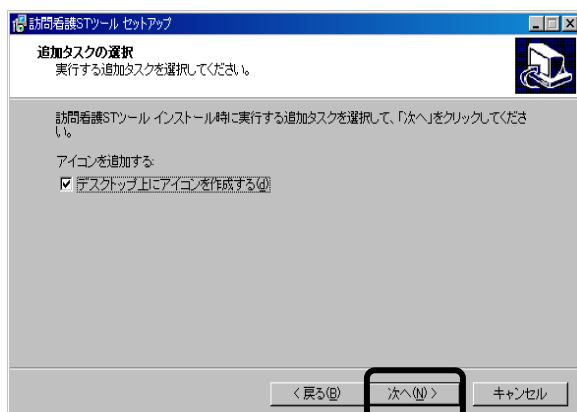 訪問看護STツール セットアップ
追加タスクの選択
実行する追加タスクを選択してください。
訪問看護STツール インストール時に実行する追加タスクを選択して、「次へ」をクリックしてくださ
い。
アイコンを追加する:
デスクトップ上にアイコンを作成する(d)
< 戻る(B)
次へ(N) >
キャンセル